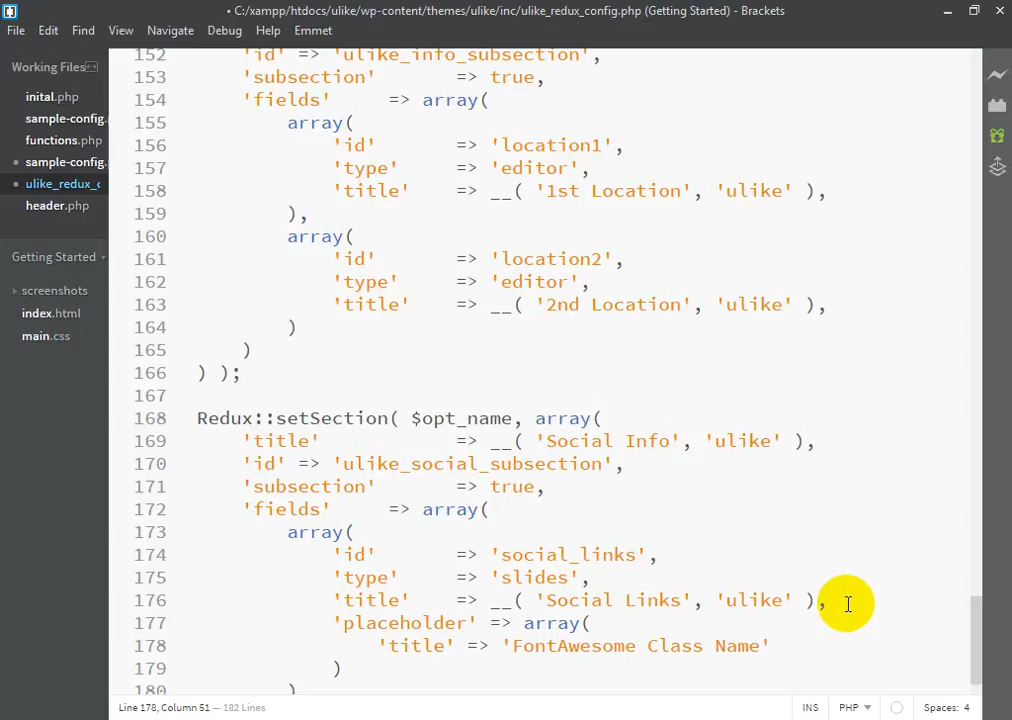 • C:/xampp/htdocs/ulike/wp-content/themes/ulike/inc/ulike_redux_config.php (Getting Started) - Brackets
File Edit Find View Navigate Debug Help Emmet
Working Files
inital.php
sample-config.
functions.php
sample-config.
ulike_redux_c
header.php
Getting Started
screenshots
index.html
main.css
152 'id' => 'ulike_info_subsection',
153 'subsection' => true,
154 'fields' => array(
155 array(
156 'id' => 'location1',
157 'type' => 'editor',
158 'title' => __( '1st Location', 'ulike' ),
159 ),
160 array(
161 'id' => 'location2',
162 'type' => 'editor',
163 'title' => __( '2nd Location', 'ulike' ),
164 )
165 )
166 ) );
167
168 Redux::setSection( $opt_name, array(
169 'title' => __( 'Social Info', 'ulike' ),
170 'id' => 'ulike_social_subsection',
171 'subsection' => true,
172 'fields' => array(
173 array(
174 'id' => 'social_links',
175 'type' => 'slides',
176 'title' => __( 'Social Links', 'ulike' ),
177 'placeholder' => array(
178 'title' => 'FontAwesome Class Name'
179 )
180 )
Line 178, Column 51 — 182 Lines
INS PHP Spaces: 4